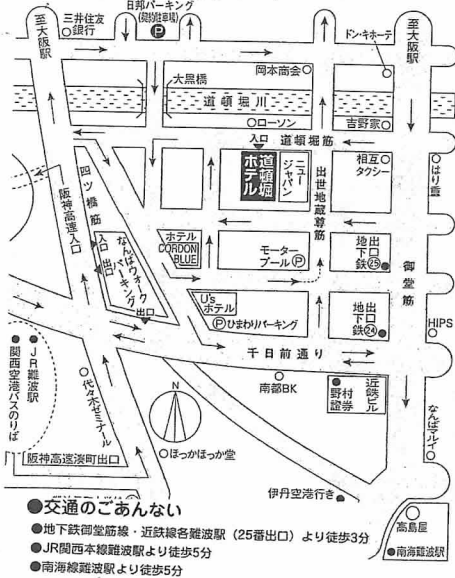 至大阪駅
三井住友
銀行
日邦パーキング
(契約駐車場)
P
ドン・キホーテ
至大阪駅
大黒橋
岡本商会
道頓堀川
ローソン
吉野家
入口
道頓堀筋
道頓堀
ホテル
ニュー
ジャパン
相互
タクシー
はり重
四ツ橋筋
阪神高速入口
出世地蔵尊筋
ホテル
CORDON
BLUE
モーター
プール P
地下鉄
出口
25
御堂筋
入口
出口
なんばウォーク
パーキング
出口
U's
ホテル
P ひまわりパーキング
地下鉄
出口
24
HIPS
千日前通り
JR難波駅
関西空港バスのりば
代々木ゼミナール
南都BK
野村
證券
近鉄
ビル
なんばマルイ
N
ほっかほっか堂
阪神高速湊町出口
伊丹空港行き
高島屋
南海難波駅
●交通のごあんない
●地下鉄御堂筋線・近鉄線各難波駅(25番出口)より徒歩3分
●JR関西本線難波駅より徒歩5分
●南海線難波駅より徒歩5分